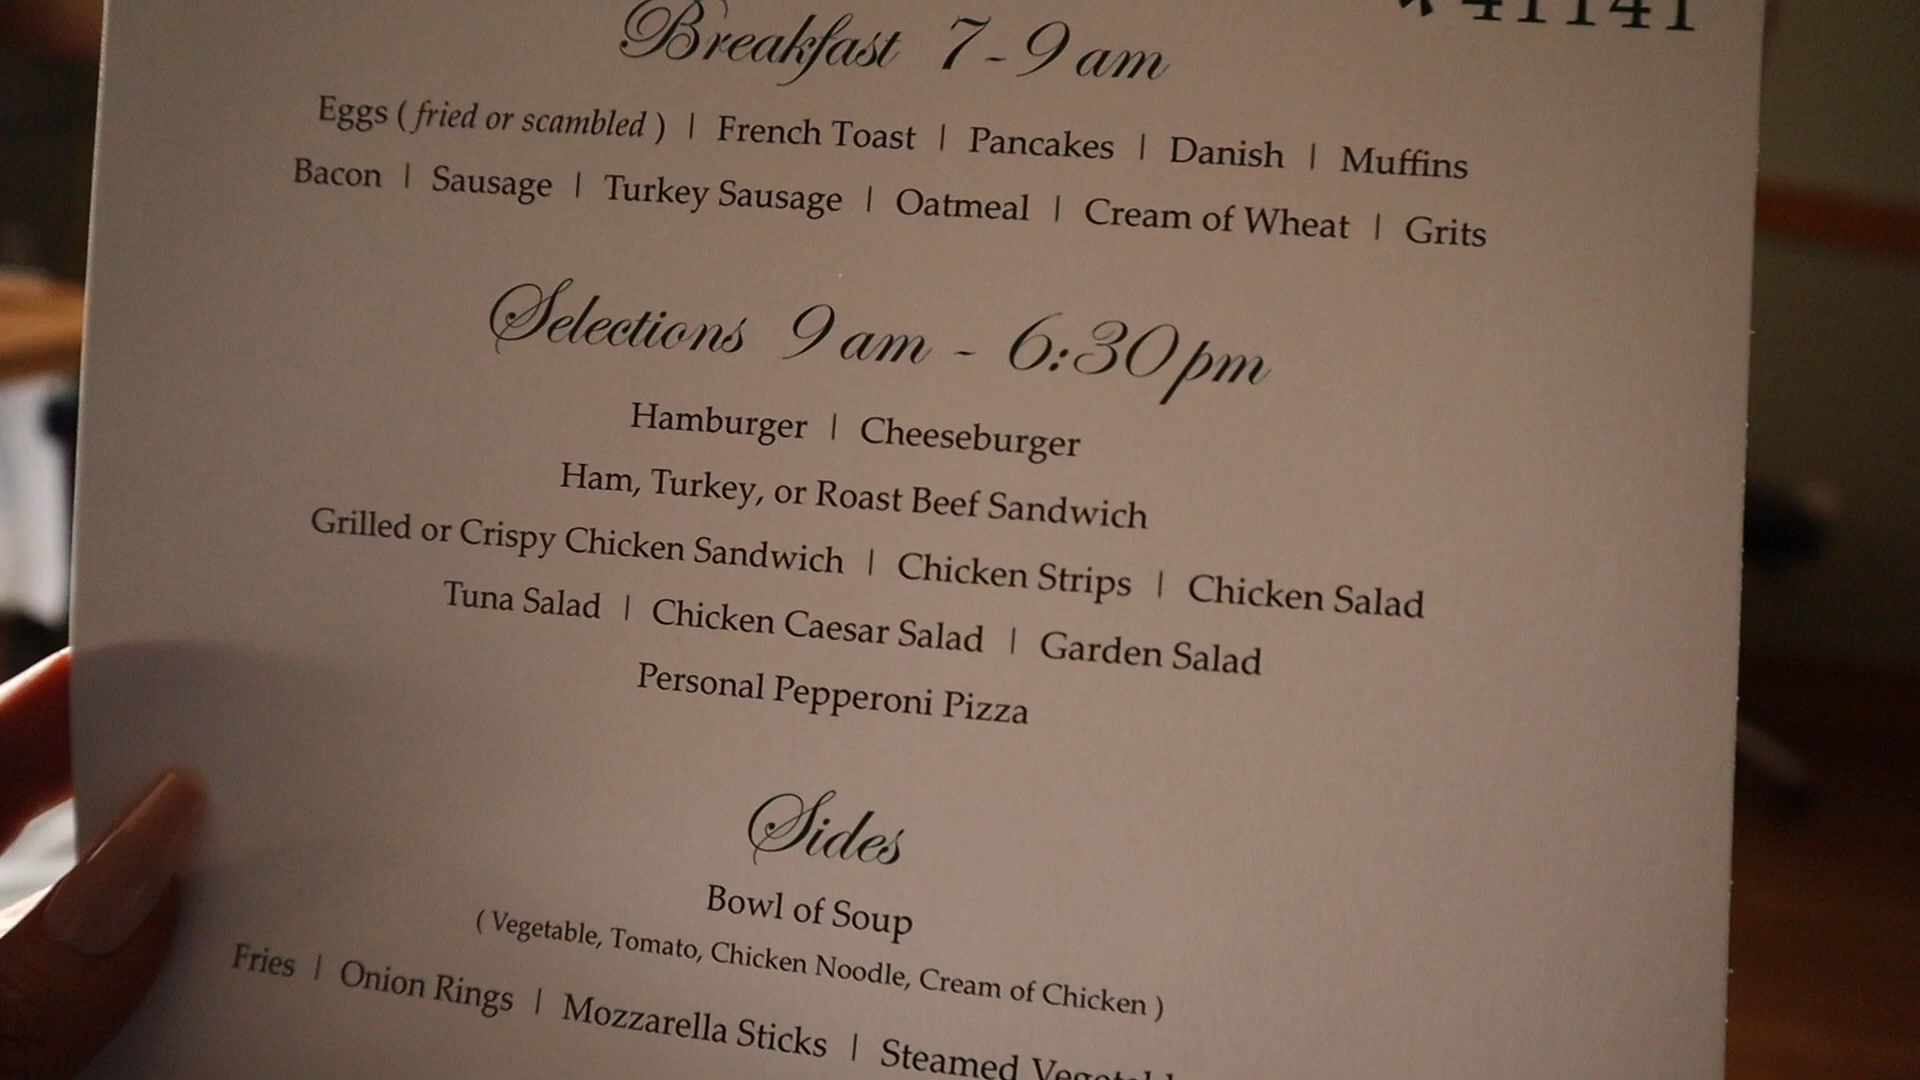 41141
Breakfast 7-9 am
Eggs ( fried or scambled ) | French Toast | Pancakes | Danish | Muffins
Bacon | Sausage | Turkey Sausage | Oatmeal | Cream of Wheat | Grits
Selections 9 am - 6:30 pm
Hamburger | Cheeseburger
Ham, Turkey, or Roast Beef Sandwich
Grilled or Crispy Chicken Sandwich | Chicken Strips | Chicken Salad
Tuna Salad | Chicken Caesar Salad | Garden Salad
Personal Pepperoni Pizza
Sides
Bowl of Soup
( Vegetable, Tomato, Chicken Noodle, Cream of Chicken )
Fries | Onion Rings | Mozzarella Sticks | Steamed